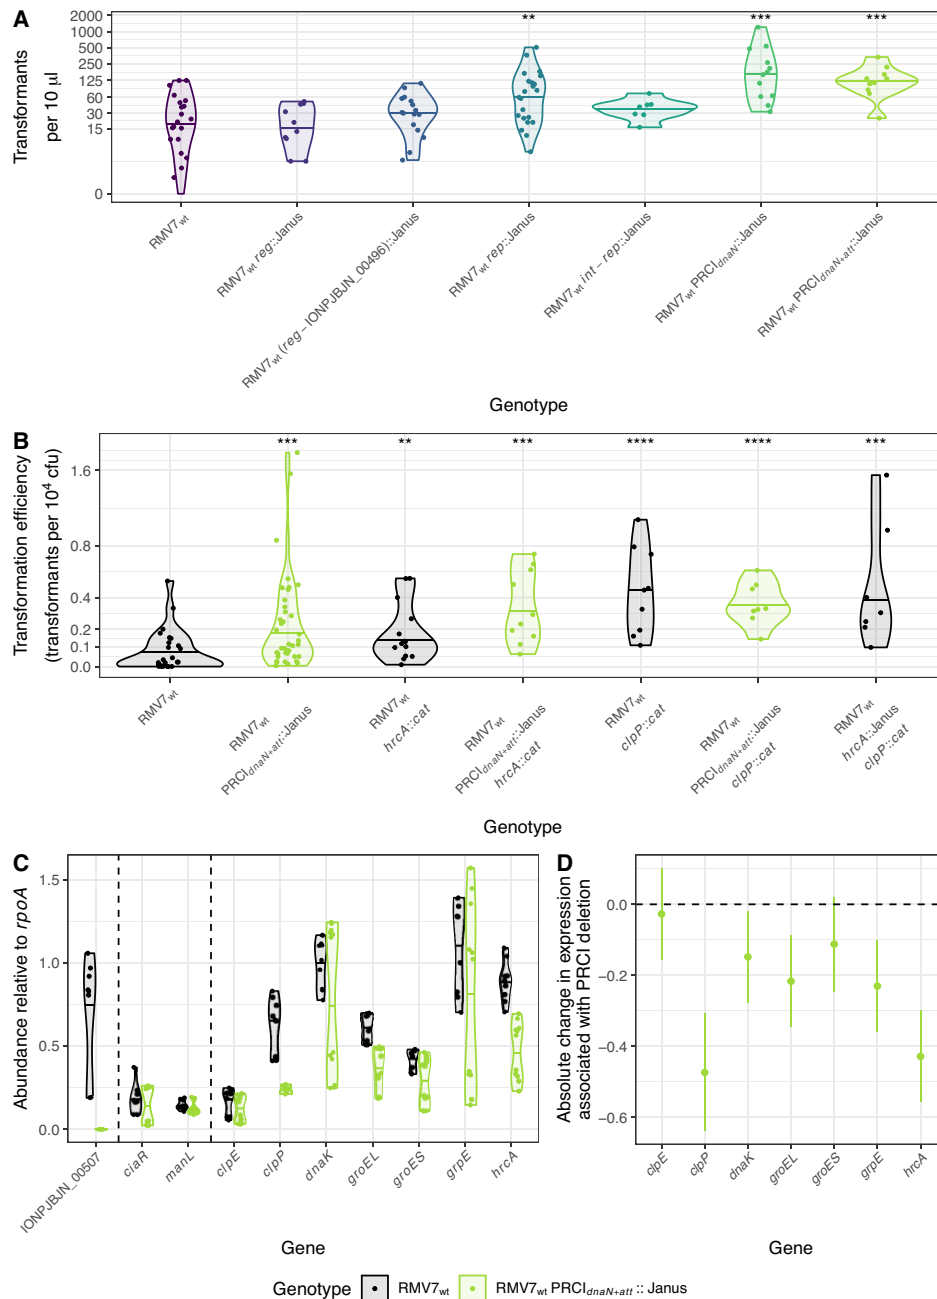 A
Transformants
per 10 µl
2000
1000
500
250
125
60
30
15
0
** *** ***
RMV7wt
RMV7wt reg::Janus
RMV7wt (reg − IONPJBJN_00496)::Janus
RMV7wt rep::Janus
RMV7wt int − rep::Janus
RMV7wt PRCIdnaN::Janus
RMV7wt PRCIdnaN+att::Janus
Genotype
B
Transformation efficiency
(transformants per 10⁴ cfu)
1.6
0.8
0.4
0.2
0.1
0.0
*** ** *** **** **** ***
RMV7wt
RMV7wt
PRCIdnaN+att::Janus
RMV7wt
hrcA::cat
RMV7wt
PRCIdnaN+att::Janus
hrcA::cat
RMV7wt
clpP::cat
RMV7wt
PRCIdnaN+att::Janus
clpP::cat
RMV7wt
hrcA::Janus
clpP::cat
Genotype
C
Abundance relative to rpoA
1.5
1.0
0.5
0.0
IONPJBJN_00507
ciaR
manL
clpE
clpP
dnaK
groEL
groES
grpE
hrcA
Gene
D
Absolute change in expression
associated with PRCI deletion
0.0
−0.2
−0.4
−0.6
clpE
clpP
dnaK
groEL
groES
grpE
hrcA
Gene
Genotype RMV7wt RMV7wt PRCIdnaN+att :: Janus